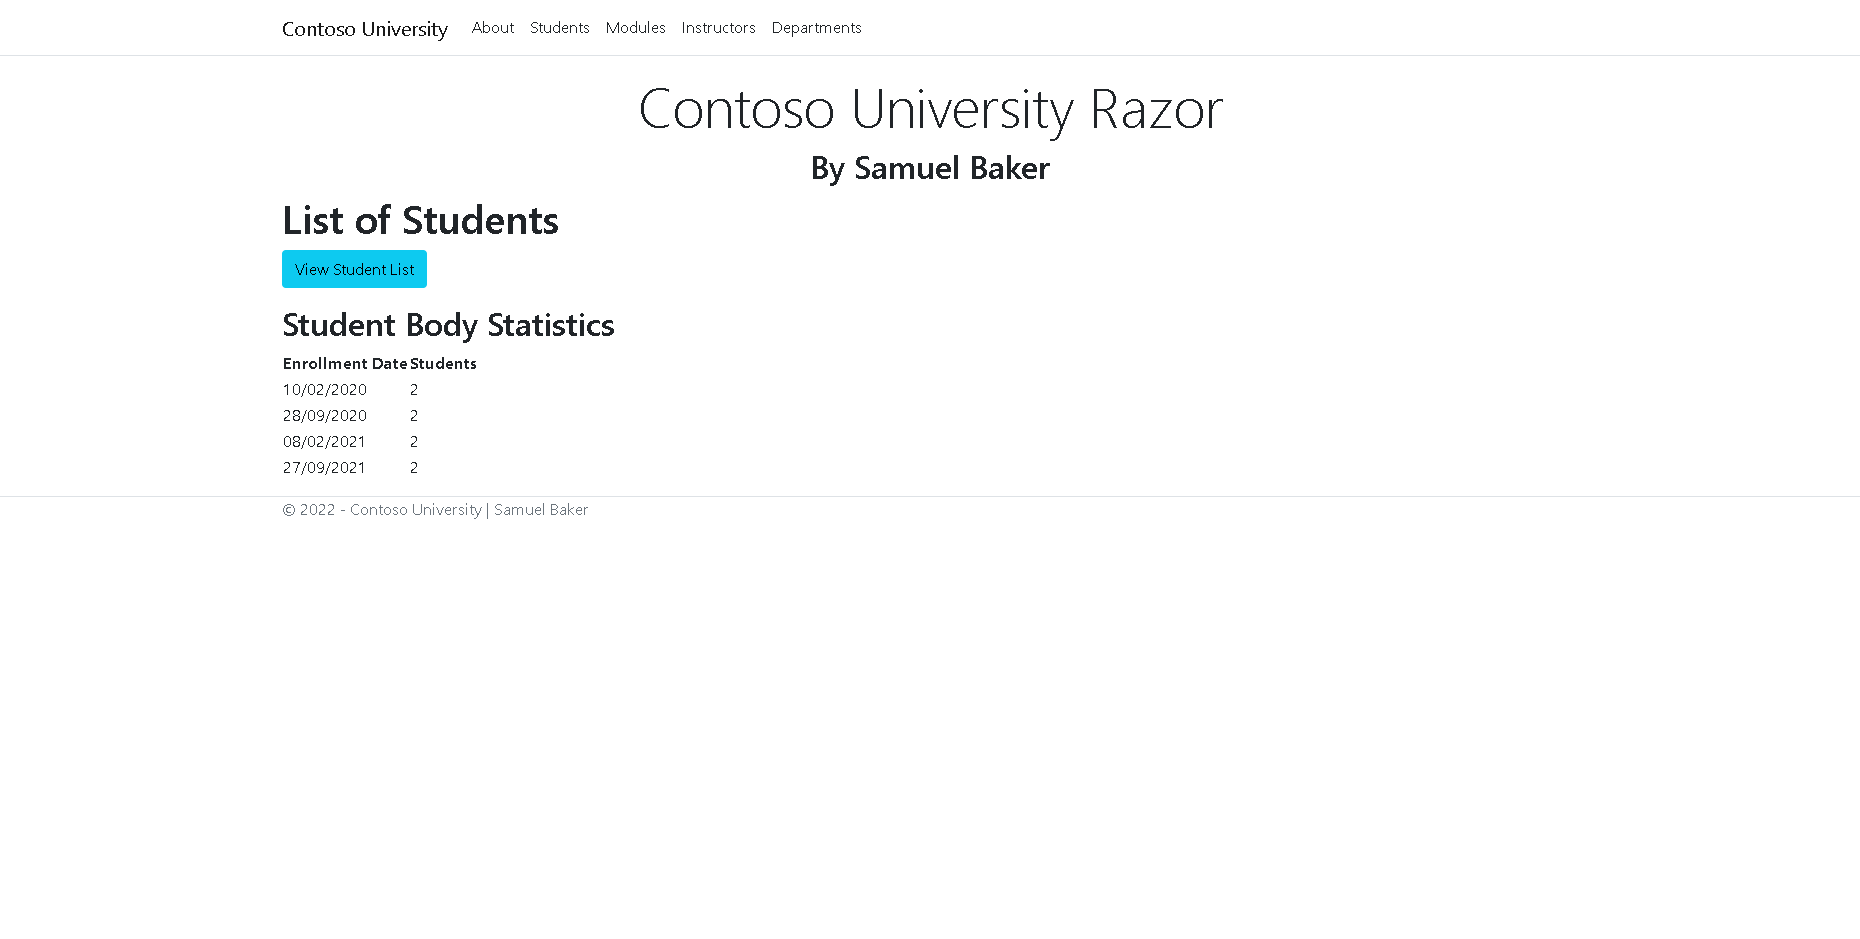 Contoso University About Students Modules Instructors Departments
Contoso University Razor
By Samuel Baker
List of Students
View Student List
Student Body Statistics
Enrollment Date Students
10/02/2020 2
28/09/2020 2
08/02/2021 2
27/09/2021 2
© 2022 - Contoso University | Samuel Baker